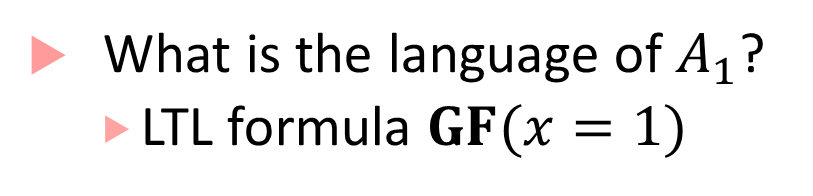 What is the language of A₁?
LTL formula GF(x = 1)